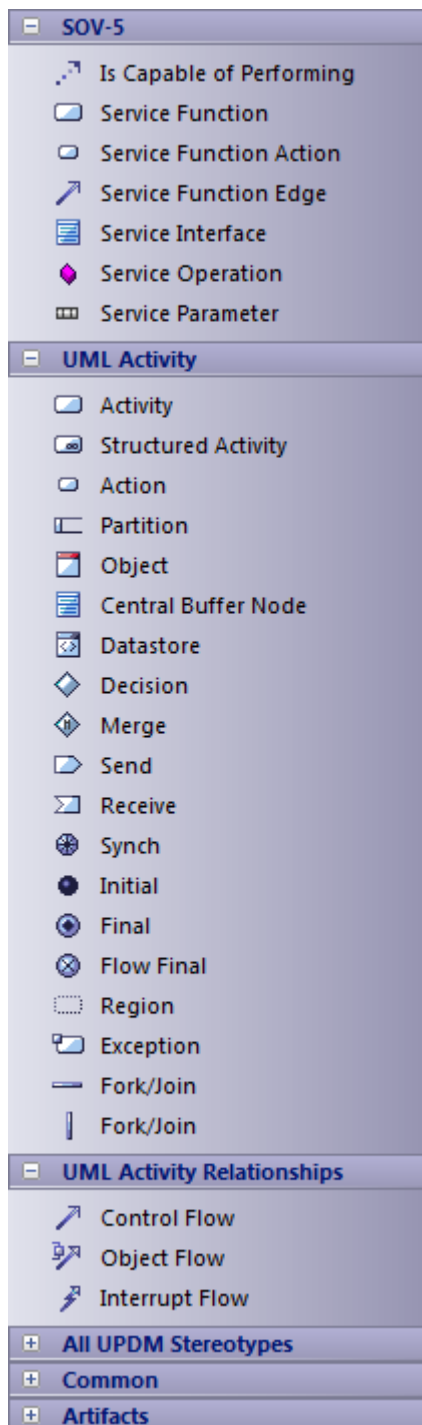 SOV-5
Is Capable of Performing
Service Function
Service Function Action
Service Function Edge
Service Interface
Service Operation
Service Parameter
UML Activity
Activity
Structured Activity
Action
Partition
Object
Central Buffer Node
Datastore
Decision
Merge
Send
Receive
Synch
Initial
Final
Flow Final
Region
Exception
Fork/Join
Fork/Join
UML Activity Relationships
Control Flow
Object Flow
Interrupt Flow
All UPDM Stereotypes
Common
Artifacts